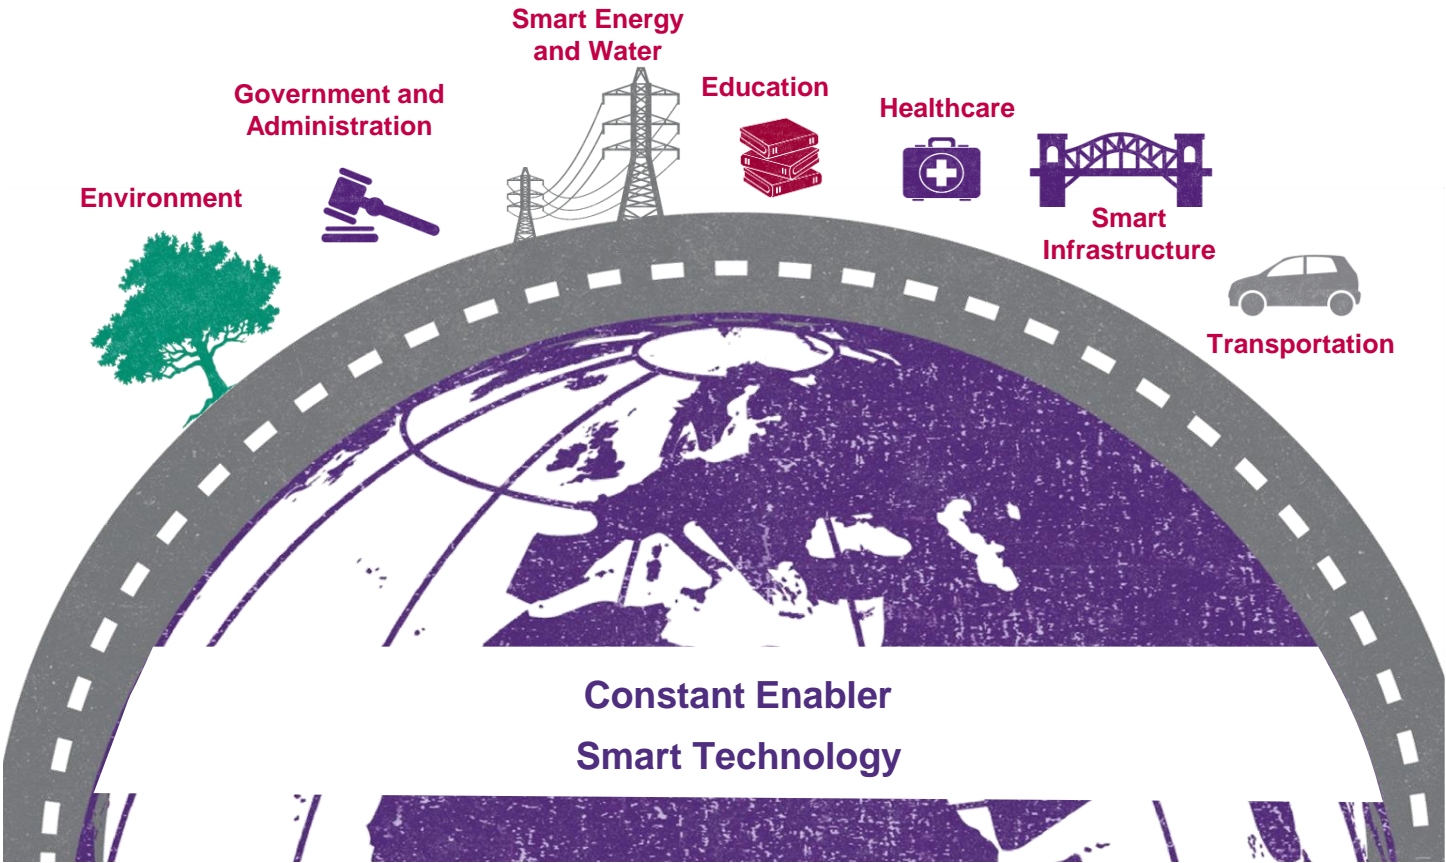 Smart Energy
and Water
Government and
Administration
Education
Healthcare
Environment
Smart
Infrastructure
Transportation
Constant Enabler
Smart Technology